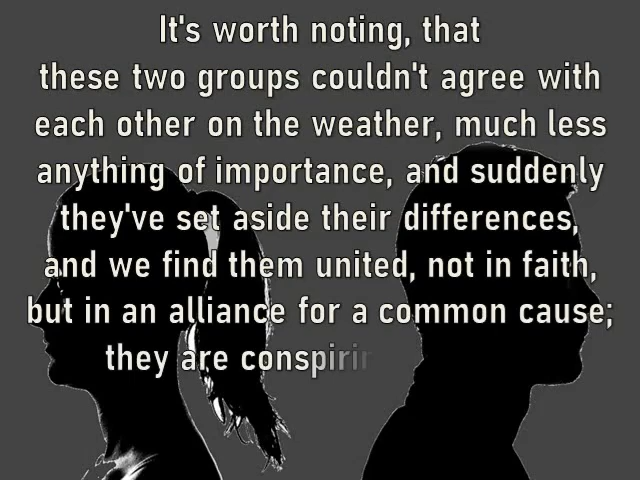 It's worth noting, that
these two groups couldn't agree with
each other on the weather, much less
anything of importance, and suddenly
they've set aside their differences,
and we find them united, not in faith,
but in an alliance for a common cause;
they are conspirin